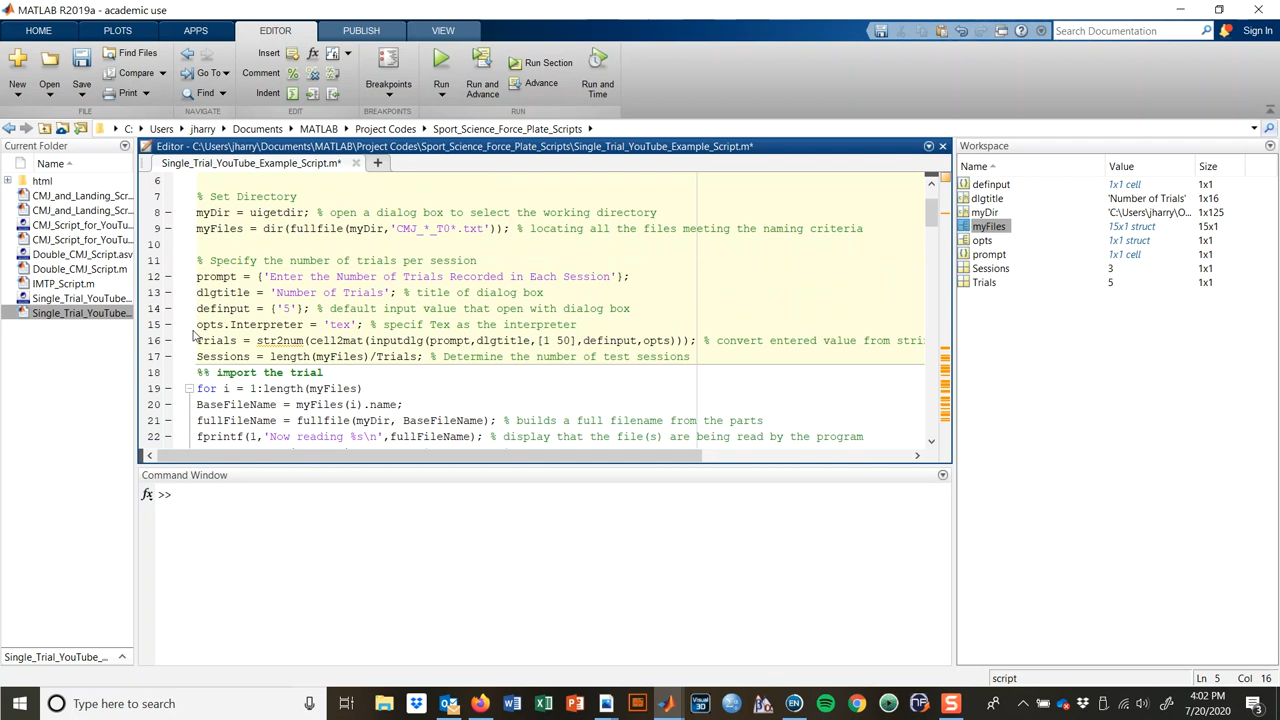 MATLAB R2019a - academic use
HOME PLOTS APPS EDITOR PUBLISH VIEW
Search Documentation Sign In
New Open Save Find Files Compare Print
Go To Find
Insert Comment Indent
Breakpoints
Run Run and Advance Run Section Advance Run and Time
FILE NAVIGATE EDIT BREAKPOINTS RUN
C: Users jharry Documents MATLAB Project Codes Sport_Science_Force_Plate_Scripts
Current Folder
Name
html
CMJ_and_Landing_Scr...
CMJ_and_Landing_Scr...
CMJ_Script_for_YouTu...
CMJ_Script_for_YouTu...
Double_CMJ_Script.asv
Double_CMJ_Script.m
IMTP_Script.m
Single_Trial_YouTube...
Single_Trial_YouTube...
Single_Trial_YouTube_...
Editor - C:\Users\jharry\Documents\MATLAB\Project Codes\Sport_Science_Force_Plate_Scripts\Single_Trial_YouTube_Example_Script.m*
Single_Trial_YouTube_Example_Script.m*
6
7 % Set Directory
8 myDir = uigetdir; % open a dialog box to select the working directory
9 myFiles = dir(fullfile(myDir,'CMJ_*_T0*.txt')); % locating all the files meeting the naming criteria
10
11 % Specify the number of trials per session
12 prompt = {'Enter the Number of Trials Recorded in Each Session'};
13 dlgtitle = 'Number of Trials'; % title of dialog box
14 definput = {'5'}; % default input value that open with dialog box
15 opts.Interpreter = 'tex'; % specif Tex as the interpreter
16 Trials = str2num(cell2mat(inputdlg(prompt,dlgtitle,[1 50],definput,opts))); % convert entered value from stri
17 Sessions = length(myFiles)/Trials; % Determine the number of test sessions
18 %% import the trial
19 for i = 1:length(myFiles)
20 BaseFileName = myFiles(i).name;
21 fullFileName = fullfile(myDir, BaseFileName); % builds a full filename from the parts
22 fprintf(1,'Now reading %s\n',fullFileName); % display that the file(s) are being read by the program
Command Window
fx >>
Workspace
Name Value Size
definput 1x1 cell 1x1
dlgtitle 'Number of Trials' 1x16
myDir 'C:\Users\jharry\O... 1x125
myFiles 15x1 struct 15x1
opts 1x1 struct 1x1
prompt 1x1 cell 1x1
Sessions 3 1x1
Trials 5 1x1
script Ln 5 Col 16
Type here to search
4:02 PM
7/20/2020
3